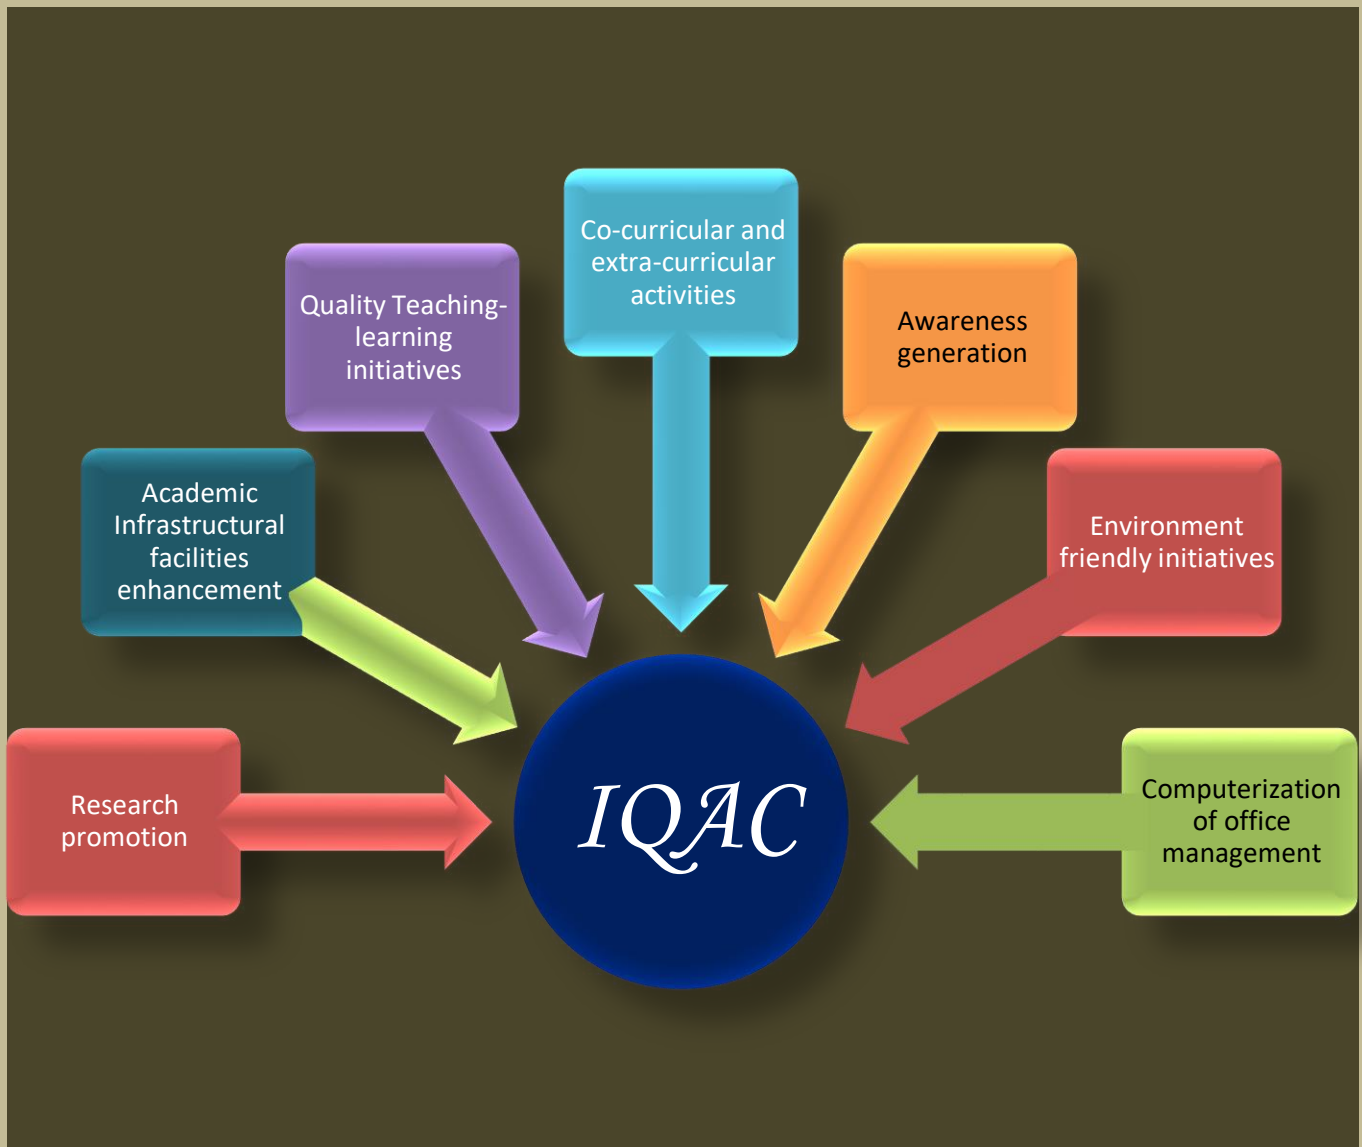 Co-curricular and
extra-curricular
activities
Quality Teaching-
learning
initiatives
Awareness
generation
Academic
Infrastructural
facilities
enhancement
Environment
friendly initiatives
Research
promotion
IQAC
Computerization
of office
management